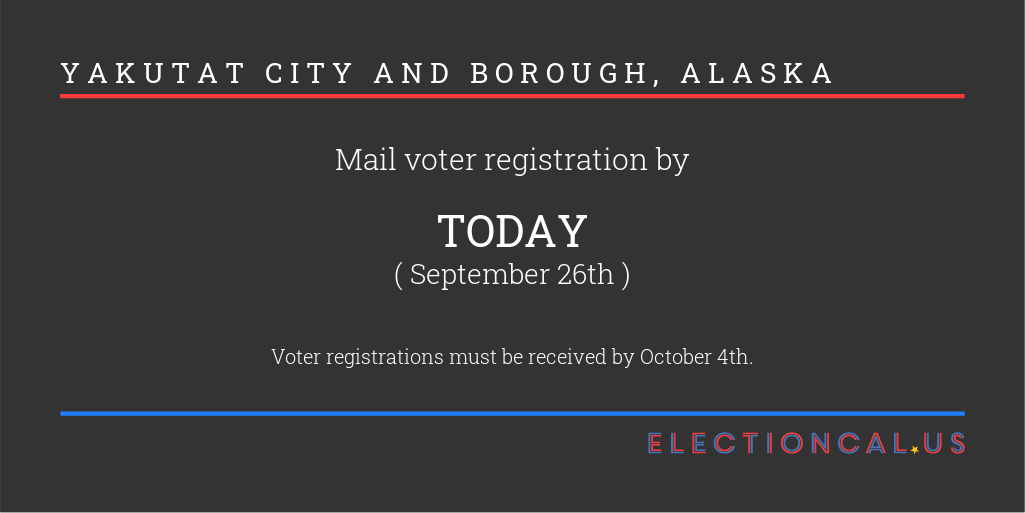 YAKUTAT CITY AND BOROUGH, ALASKA
Mail voter registration by
TODAY
( September 26th )
Voter registrations must be received by October 4th.
ELECTIONCAL.US